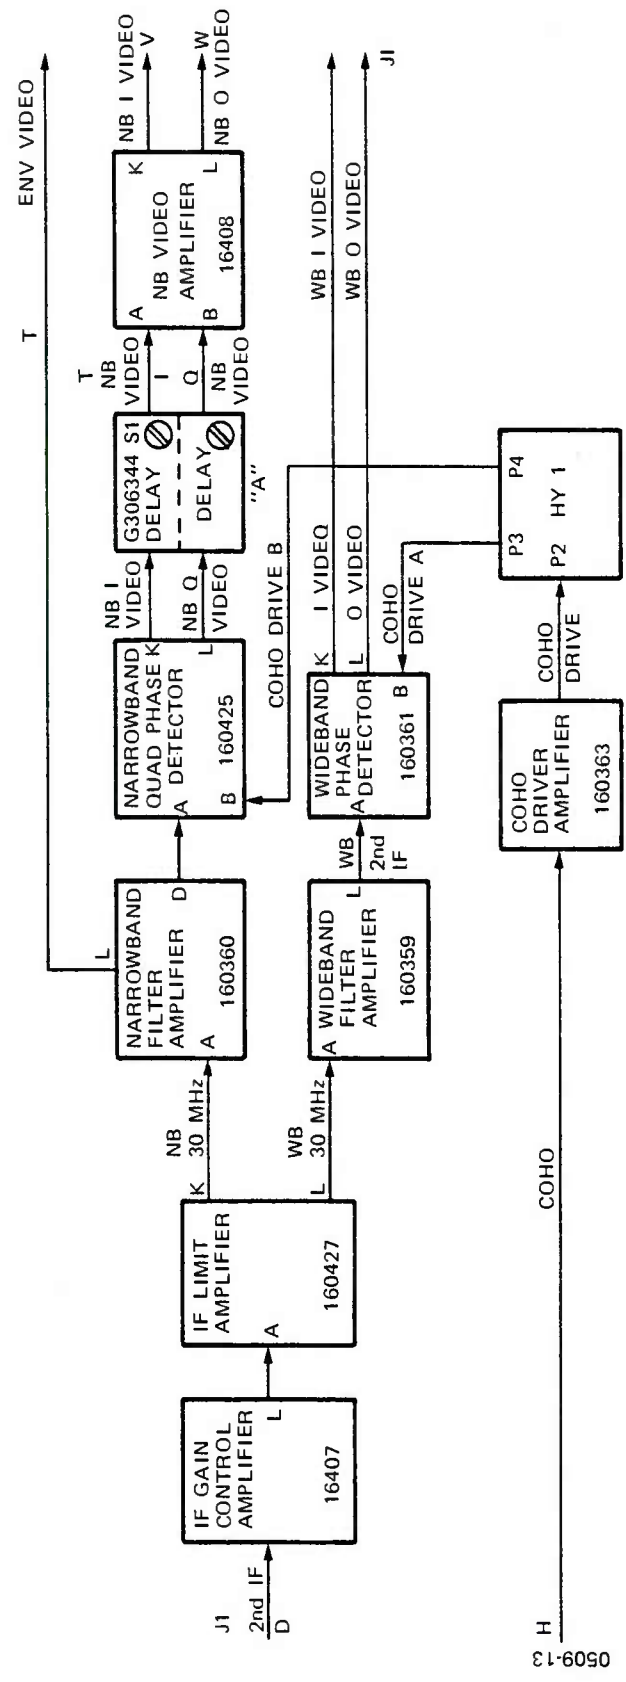 J1
2nd IF
D
IF GAIN
CONTROL
AMPLIFIER
L
16407
IF LIMIT
AMPLIFIER
A
160427
K
L
NB
30 MHz
WB
30 MHz
NARROWBAND
FILTER
AMPLIFIER
A
D
L
160360
T
ENV VIDEO
NARROWBAND
QUAD PHASE
DETECTOR
A
B
K
L
160425
NB I
VIDEO
NB Q
VIDEO
G306344 S1
DELAY
DELAY
"A"
T
NB
VIDEO
I
Q
NB
VIDEO
A
B
NB VIDEO
AMPLIFIER
16408
K
L
NB I VIDEO
V
W
NB O VIDEO
A WIDEBAND
FILTER
AMPLIFIER
L
160359
WB
2nd
IF
WIDEBAND
PHASE
DETECTOR
A
B
160361
K
L
I VIDEO
O VIDEO
WB I VIDEO
WB O VIDEO
J1
COHO DRIVE B
COHO
DRIVE A
H
COHO
COHO
DRIVER
AMPLIFIER
160363
COHO
DRIVE
P3
P4
P2
HY 1
0509-13